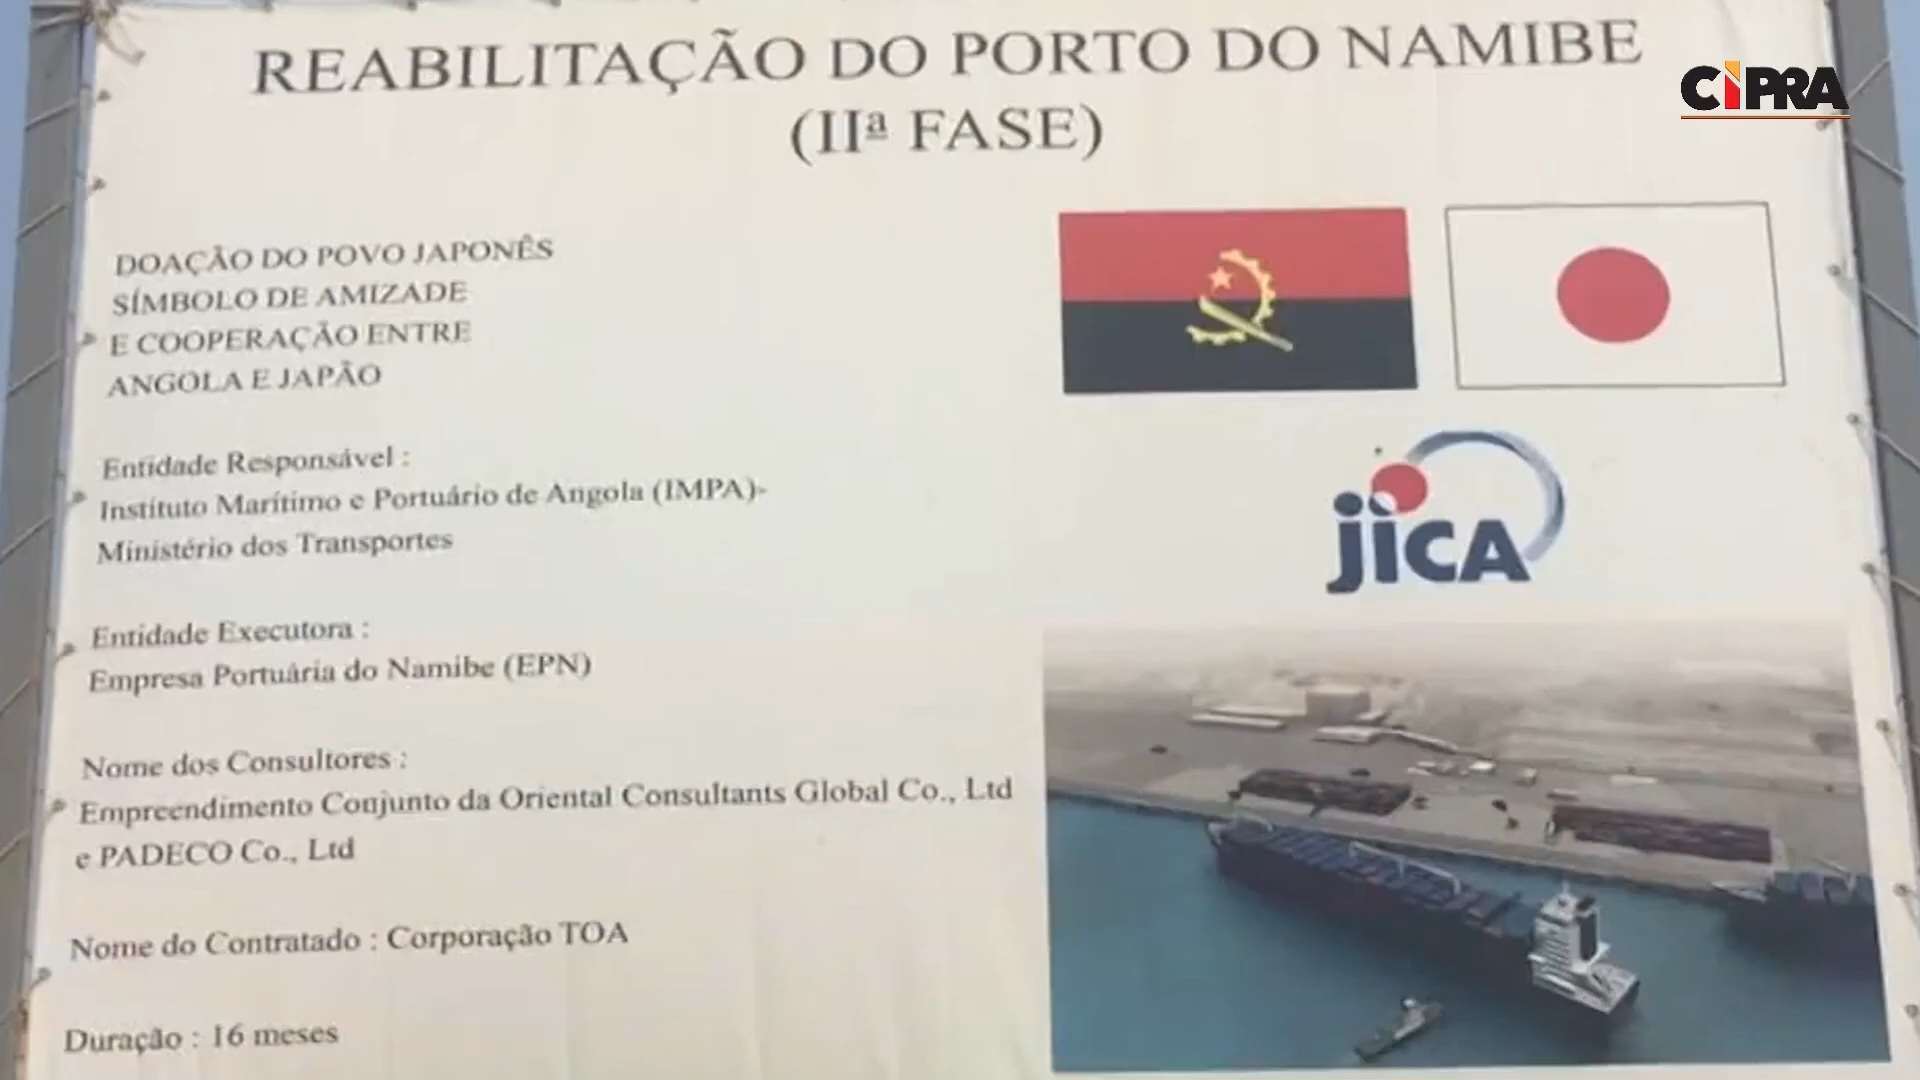 REABILITAÇÃO DO PORTO DO NAMIBE
(IIª FASE)
CiPRA
DOAÇÃO DO POVO JAPONÊS
SÍMBOLO DE AMIZADE
E COOPERAÇÃO ENTRE
ANGOLA E JAPÃO
Entidade Responsável :
Instituto Marítimo e Portuário de Angola (IMPA)-
Ministério dos Transportes
jica
Entidade Executora :
Empresa Portuária do Namibe (EPN)
Nome dos Consultores :
Empreendimento Conjunto da Oriental Consultants Global Co., Ltd
e PADECO Co., Ltd
Nome do Contratado : Corporação TOA
Duração : 16 meses